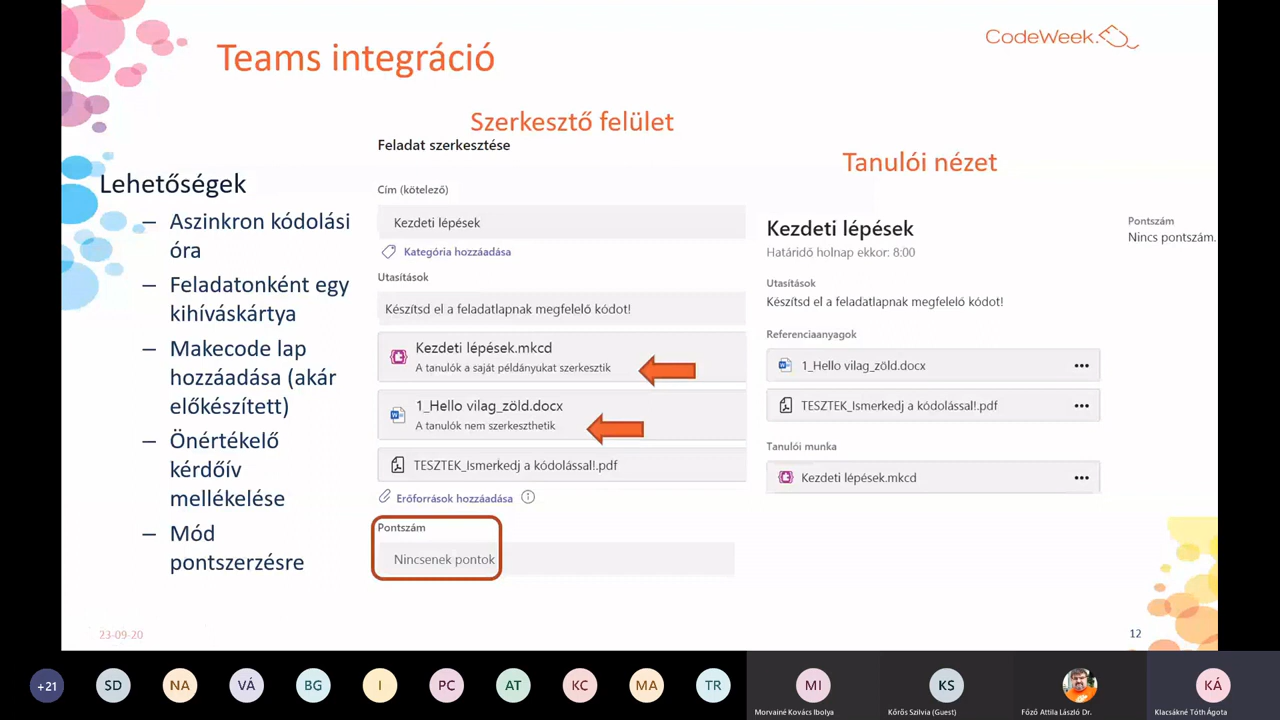 Teams integráció
CodeWeek.
Szerkesztő felület
Feladat szerkesztése
Tanulói nézet
Lehetőségek
– Aszinkron kódolási
óra
– Feladatonként egy
kihíváskártya
– Makecode lap
hozzáadása (akár
előkészített)
– Önértékelő
kérdőív
mellékelése
– Mód
pontszerzésre
Cím (kötelező)
Kezdeti lépések
Kategória hozzáadása
Utasítások
Készítsd el a feladatlapnak megfelelő kódot!
Kezdeti lépések.mkcd
A tanulók a saját példányukat szerkesztik
1_Hello vilag_zöld.docx
A tanulók nem szerkeszthetik
TESZTEK_Ismerkedj a kódolással!.pdf
Erőforrások hozzáadása
Pontszám
Nincsenek pontok
Kezdeti lépések
Határidő holnap ekkor: 8:00
Pontszám
Nincs pontszám.
Utasítások
Készítsd el a feladatlapnak megfelelő kódot!
Referenciaanyagok
1_Hello vilag_zöld.docx
TESZTEK_Ismerkedj a kódolással!.pdf
Tanulói munka
Kezdeti lépések.mkcd
23-09-20
12
+21
SD
NA
VÁ
BG
I
PC
AT
KC
MA
TR
MI
KS
KÁ
Morvainé Kovács Ibolya
Kőrös Szilvia (Guest)
Főző Attila László Dr.
Klacsákné Tóth Ágota